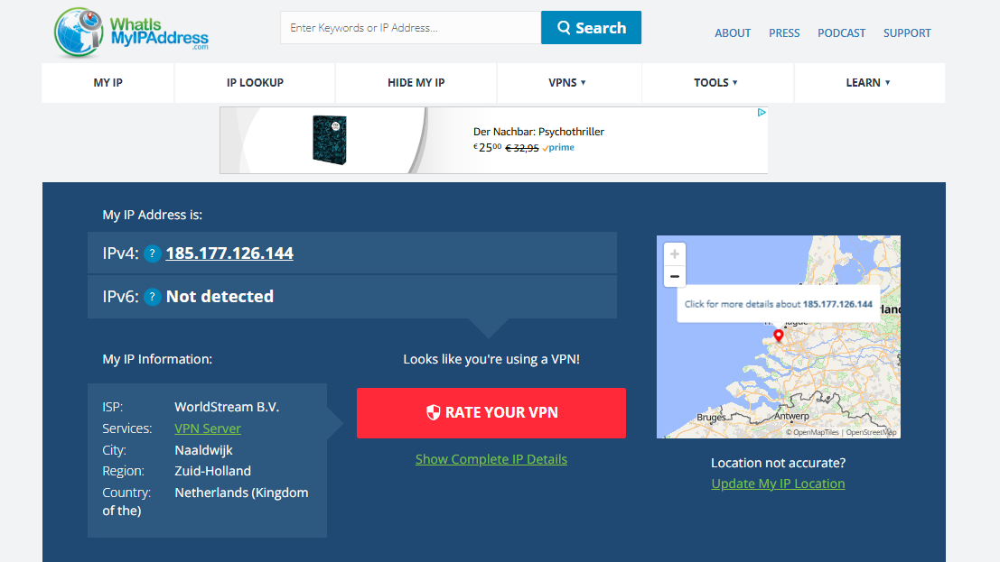 WhatIs
MyIPAddress
.com
Enter Keywords or IP Address...
Search
ABOUT
PRESS
PODCAST
SUPPORT
MY IP
IP LOOKUP
HIDE MY IP
VPNS
TOOLS
LEARN
Der Nachbar: Psychothriller
€25⁰⁰ €32,95 prime
My IP Address is:
IPv4: ? 185.177.126.144
IPv6: ? Not detected
My IP Information:
ISP: WorldStream B.V.
Services: VPN Server
City: Naaldwijk
Region: Zuid-Holland
Country: Netherlands (Kingdom
of the)
Looks like you're using a VPN!
RATE YOUR VPN
Show Complete IP Details
+
−
Click for more details about 185.177.126.144
Bruges
Antwerp
© OpenMapTiles | OpenStreetMap
Location not accurate?
Update My IP Location